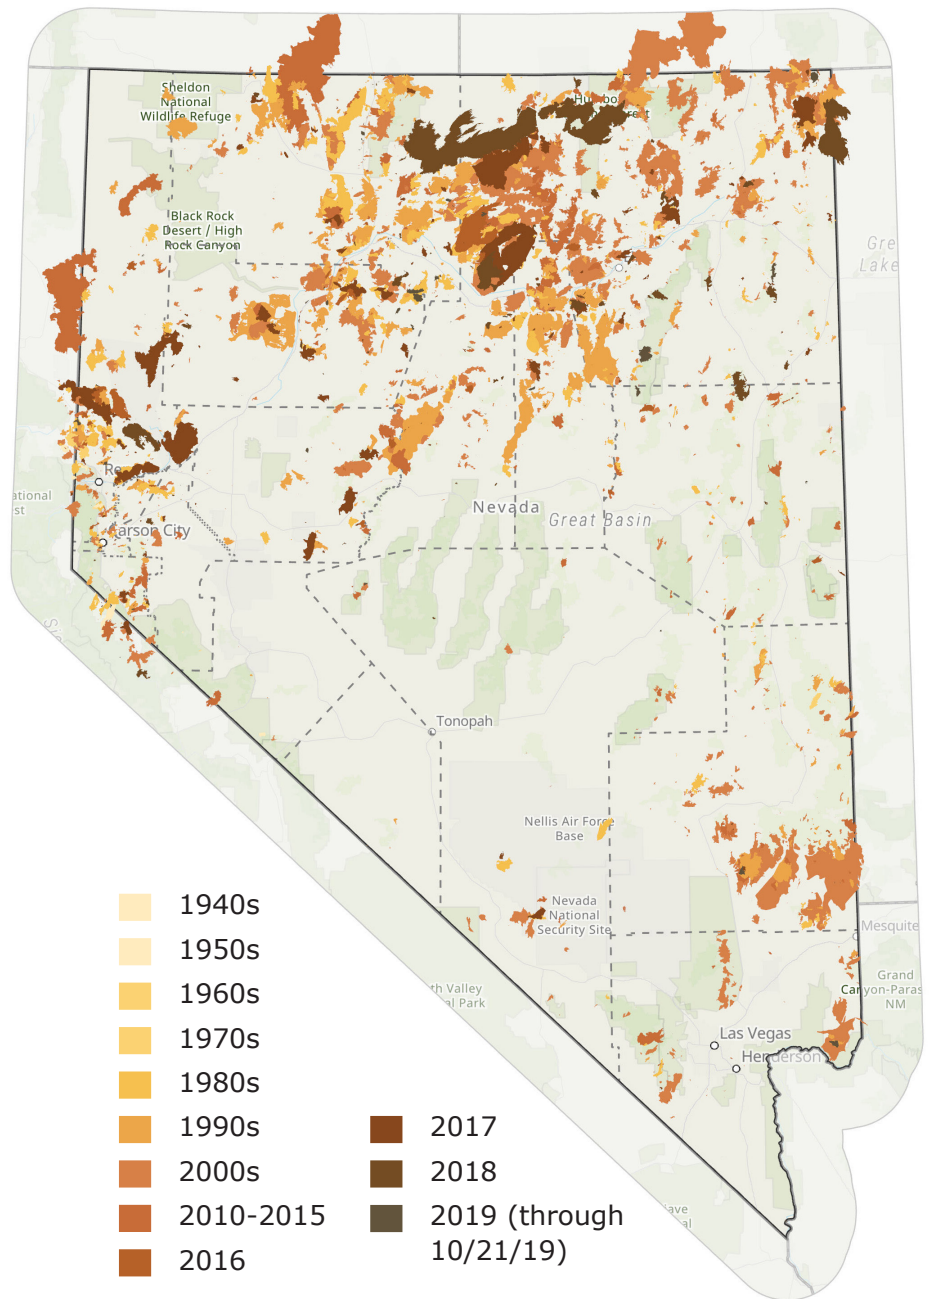 Sheldon
National
Wildlife Refuge
Black Rock
Desert / High
Rock Canyon
Carson City
Nevada
Great Basin
Tonopah
Nellis Air Force
Base
Nevada
National
Security Site
Mesquite
Grand
NM
Las Vegas
Henderson
1940s
1950s
1960s
1970s
1980s
1990s
2000s
2010-2015
2016
2017
2018
2019 (through
10/21/19)